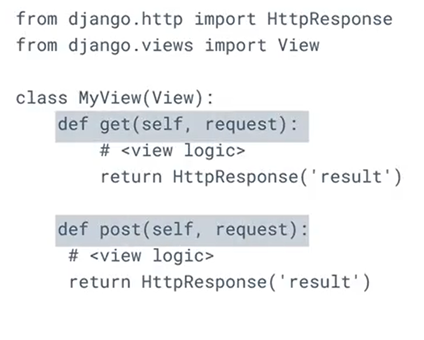 from django.http import HttpResponse
from django.views import View
class MyView(View):
def get(self, request):
# <view logic>
return HttpResponse('result')
def post(self, request):
# <view logic>
return HttpResponse('result')